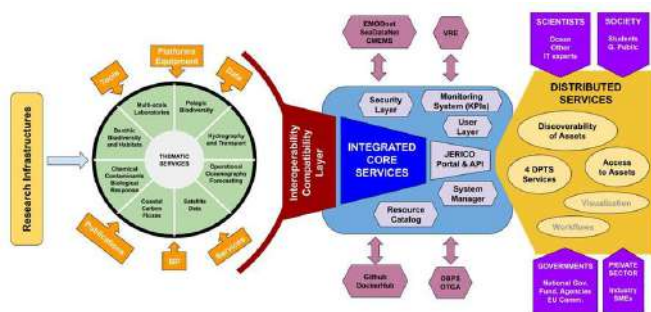 Research Infrastructures
Tools
Platforms
Equipment
Data
Multi-scale
Laboratories
Pelagic
Biodiversity
Benthic
Biodiversity
and Habitats
Hydrography
and Transport
THEMATIC
SERVICES
Chemical
Contaminants
Biological
Response
Operational
Oceanography
Forecasting
Coastal
Carbon
Fluxes
Satellite
Data
Publications
Services
Interoperability
Compatibility
Layer
EMODnet
SeaDataNet
CMEMS
VRE
Security
Layer
Monitoring
System (KPIs)
User
Layer
INTEGRATED
CORE
SERVICES
JERICO
Portal & API
System
Manager
Resource
Catalog
Github
DockerHub
OBPS
OTGA
SCIENTISTS
Ocean
Other
IT experts
SOCIETY
Students
G. Public
DISTRIBUTED
SERVICES
Discoverability
of Assets
4 DPTS
Services
Access to
Assets
Visualization
Workflows
GOVERNMENTS
National Gov.
Fund. Agencies
EU Comm.
PRIVATE
SECTOR
Industry
SMEs